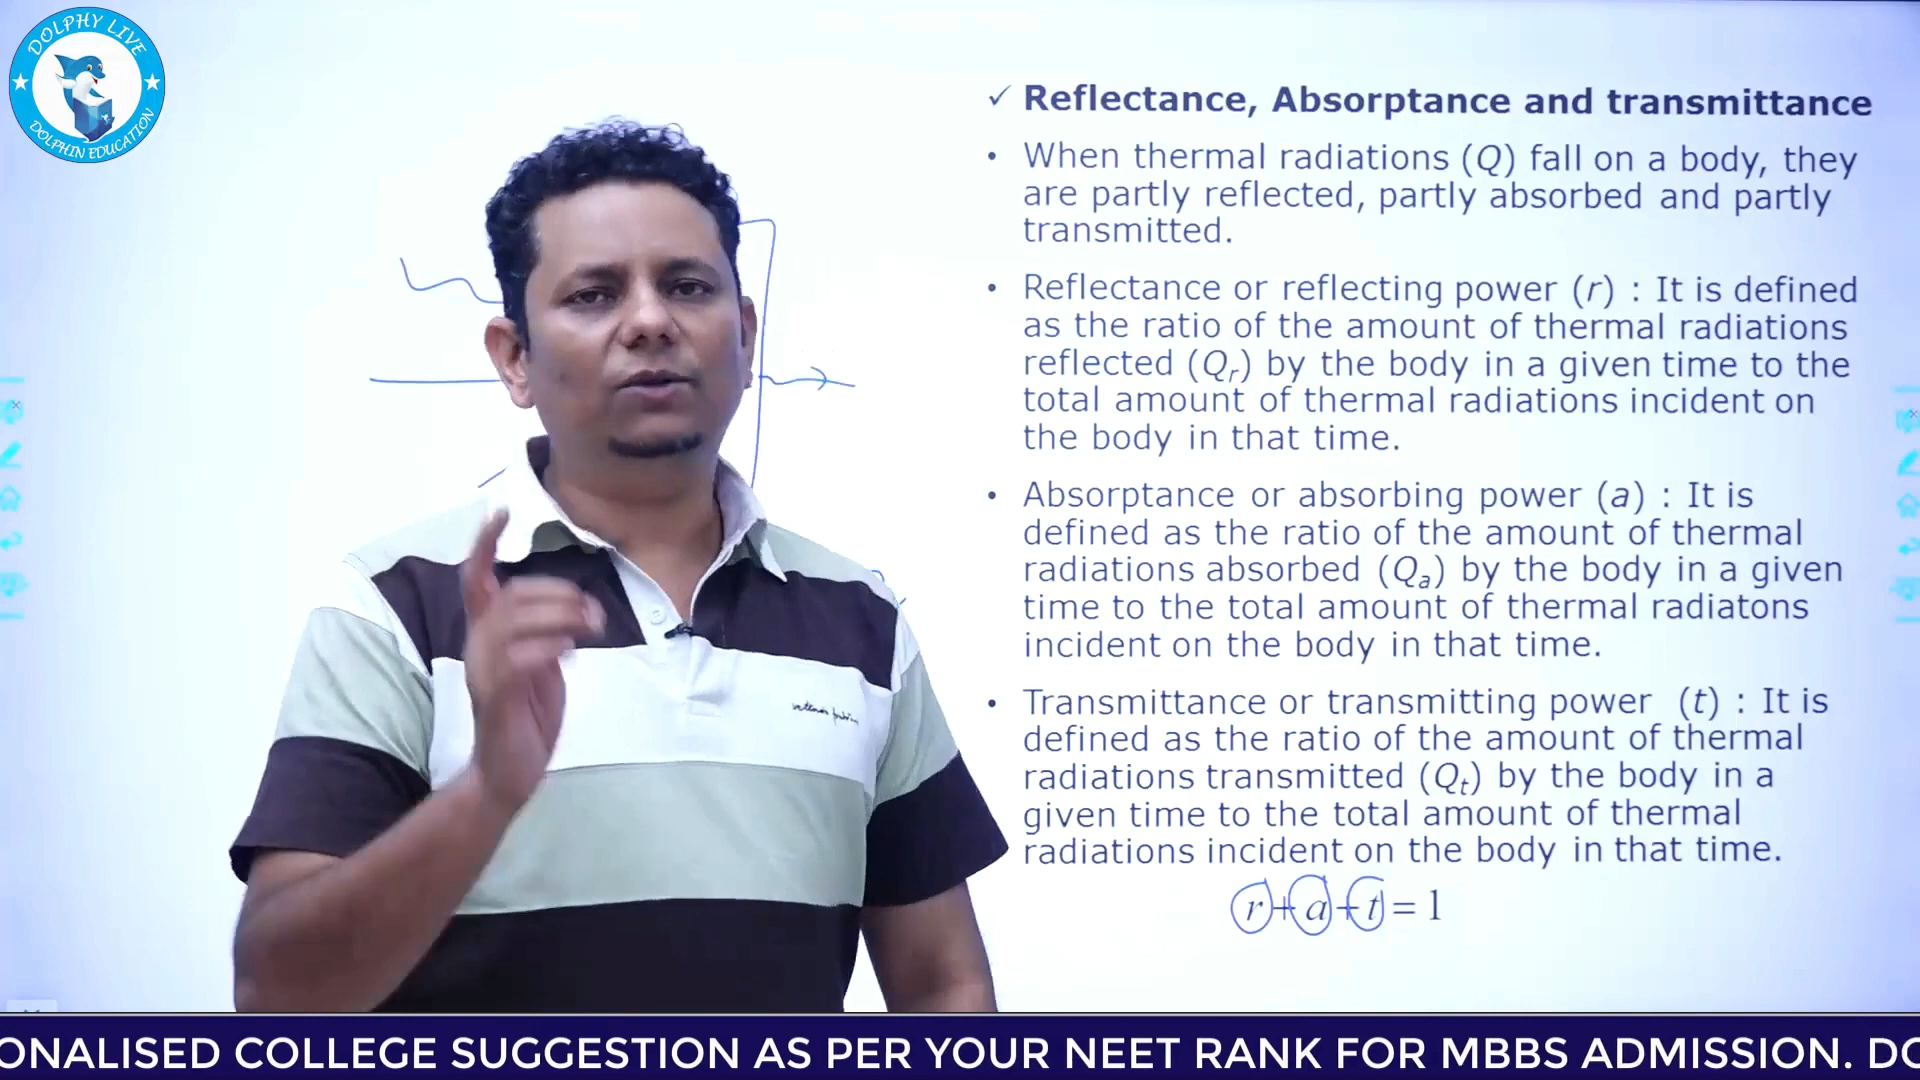 DOLPHY LIVE
DOLPHIN EDUCATION
✓ Reflectance, Absorptance and transmittance
• When thermal radiations (Q) fall on a body, they
are partly reflected, partly absorbed and partly
transmitted.
• Reflectance or reflecting power (r) : It is defined
as the ratio of the amount of thermal radiations
reflected (Qr) by the body in a given time to the
total amount of thermal radiations incident on
the body in that time.
• Absorptance or absorbing power (a) : It is
defined as the ratio of the amount of thermal
radiations absorbed (Qa) by the body in a given
time to the total amount of thermal radiatons
incident on the body in that time.
• Transmittance or transmitting power (t) : It is
defined as the ratio of the amount of thermal
radiations transmitted (Qt) by the body in a
given time to the total amount of thermal
radiations incident on the body in that time.
r+a+t=1
ONALISED COLLEGE SUGGESTION AS PER YOUR NEET RANK FOR MBBS ADMISSION. DO